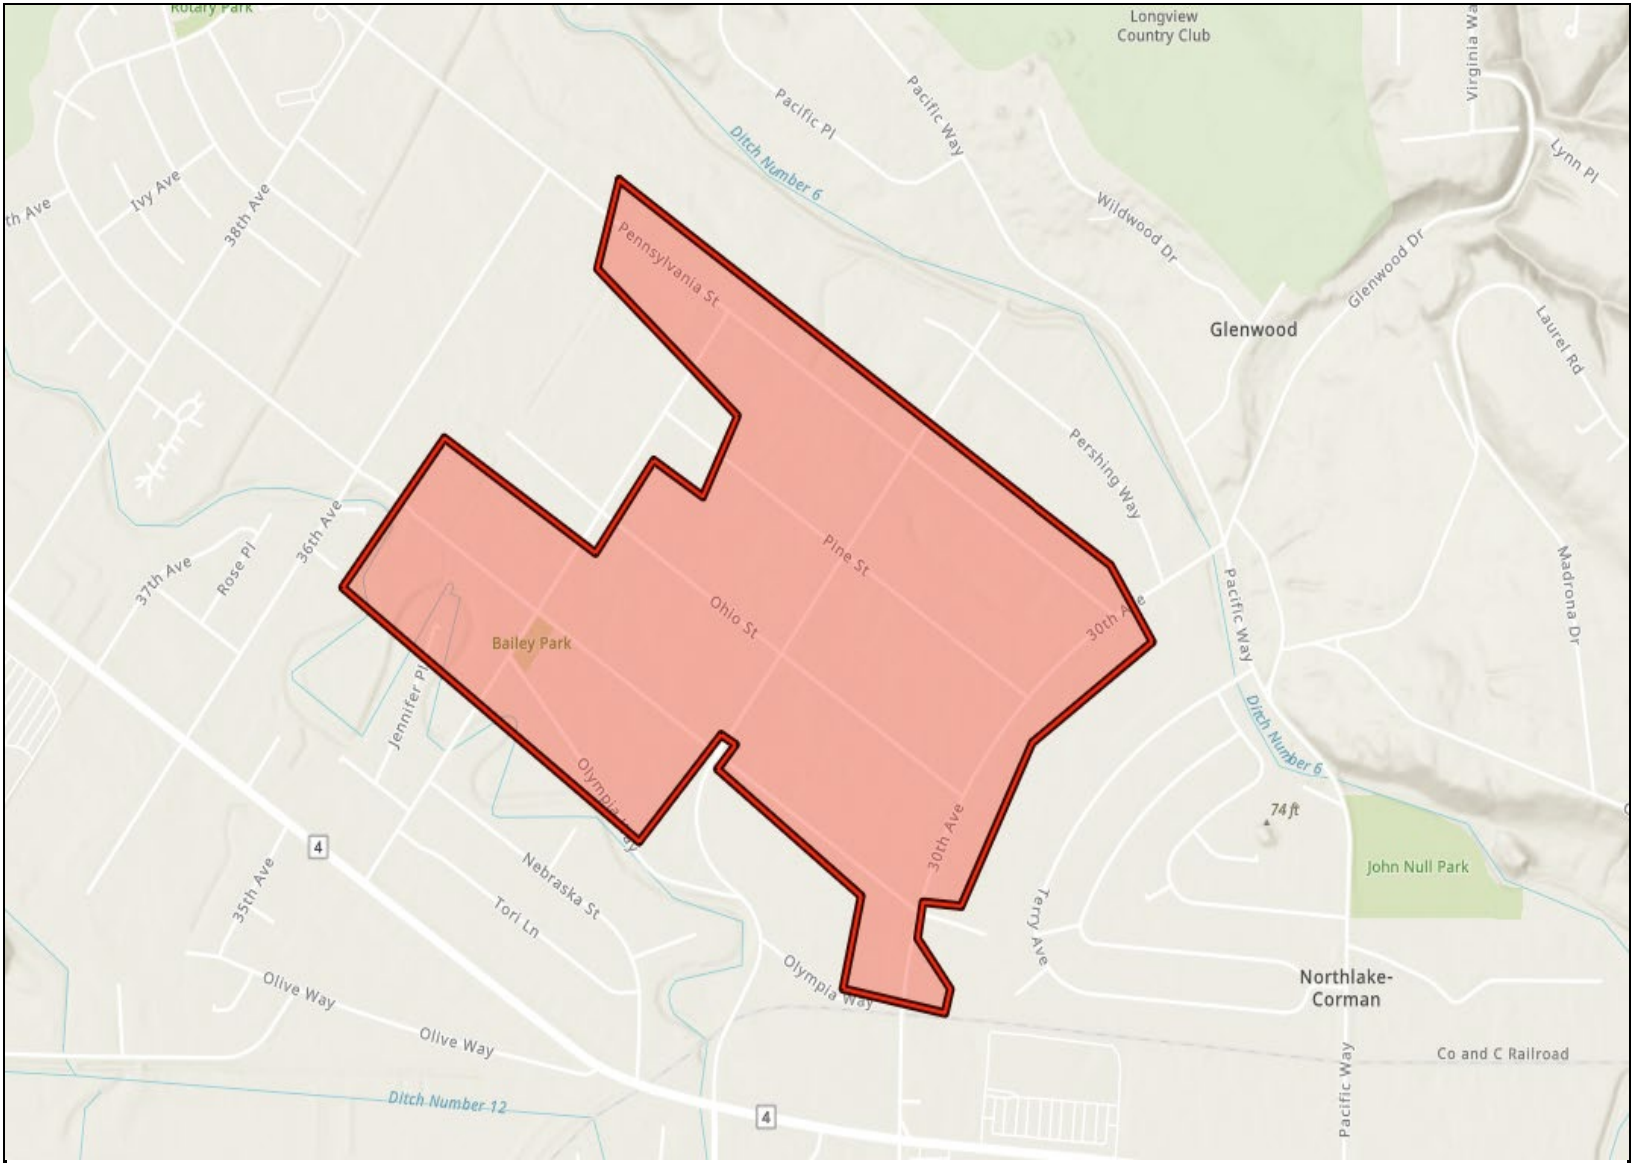 Rotary Park
Longview
Country Club
Virginia Wa
Pacific Pl
Pacific Way
Ditch Number 6
Lynn Pl
Ivy Ave
th Ave
38th Ave
Wildwood Dr
Glenwood Dr
Pennsylvania St
Glenwood
Laurel Rd
Pershing Way
36th Ave
37th Ave
Rose Pl
Pine St
Madrona Dr
Ohio St
30th Ave
Pacific Way
Bailey Park
Jennifer Pl
Ditch Number 6
Olympia Way
74 ft
4
30th Ave
John Null Park
35th Ave
Nebraska St
Tori Ln
Terry Ave
Olympia Way
Northlake-
Corman
Olive Way
Olive Way
Co and C Railroad
Pacific Way
Ditch Number 12
4